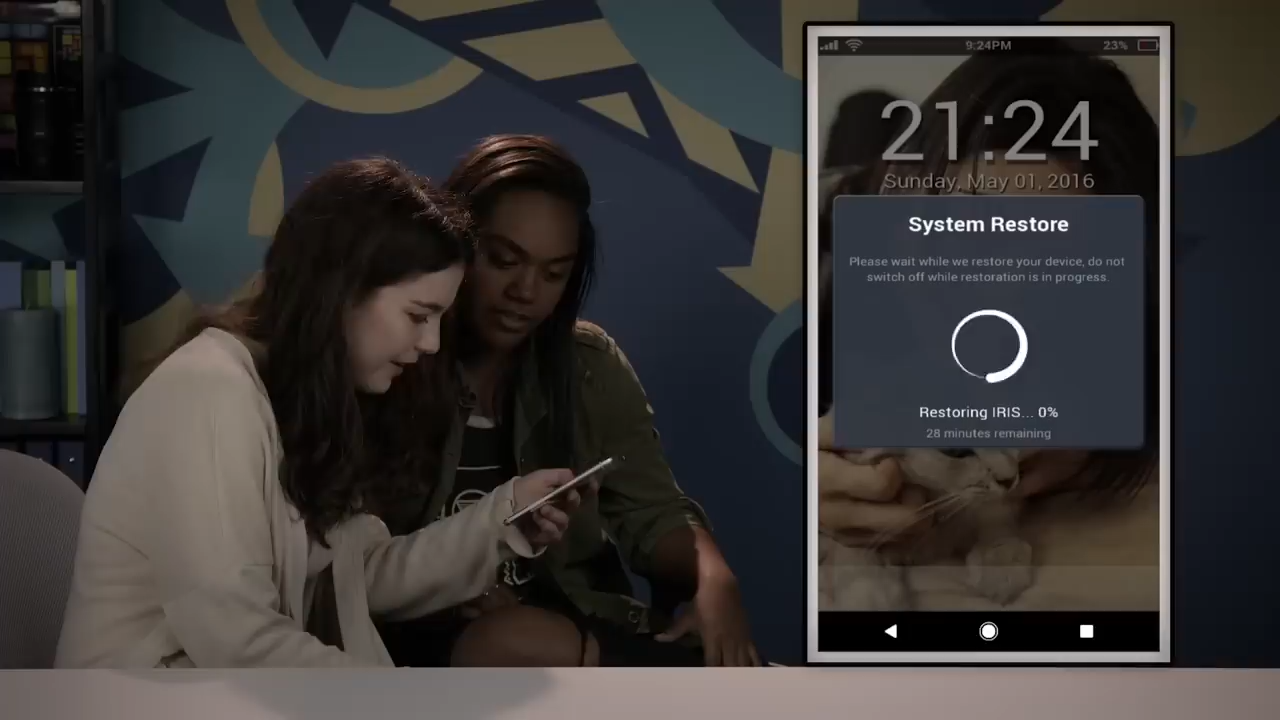 9:24PM
23%
21:24
Sunday, May 01, 2016
System Restore
Please wait while we restore your device, do not
switch off while restoration is in progress.
Restoring IRIS... 0%
28 minutes remaining